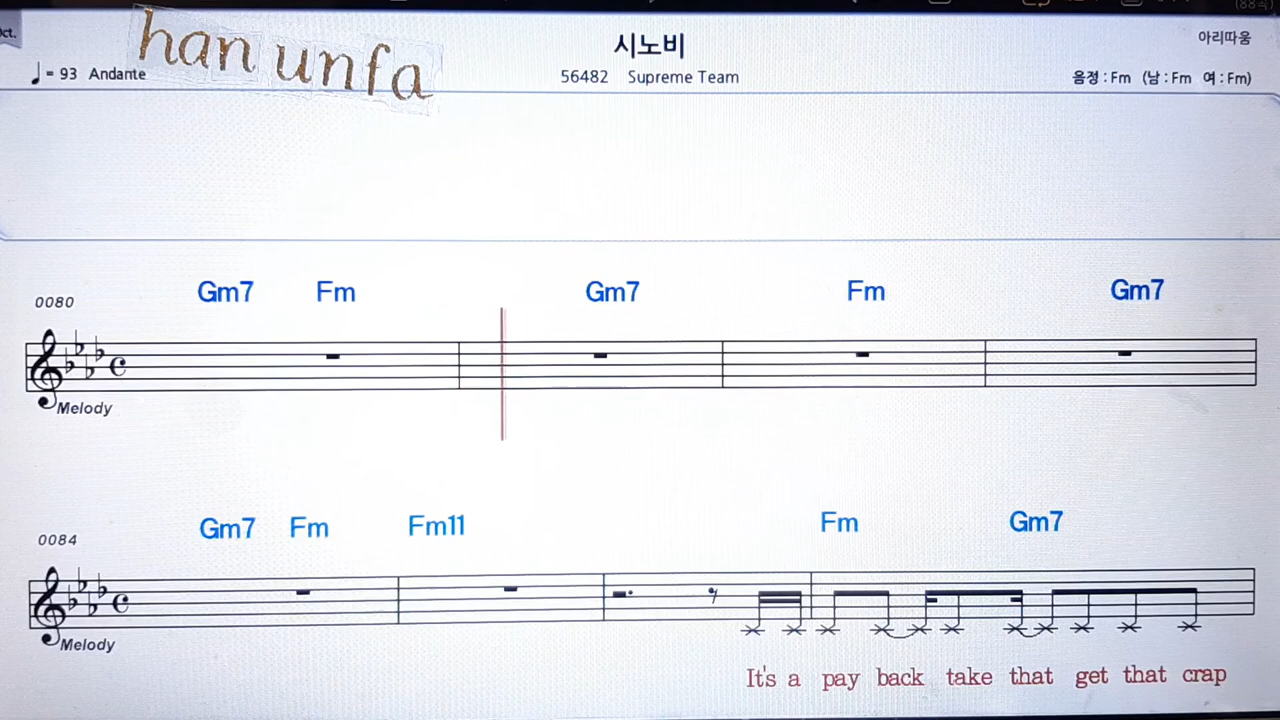 han unfa
시노비
아리따움
♩ = 93 Andante
56482 Supreme Team
음정 : Fm (남 : Fm 여 : Fm)
Gm7 Fm Gm7 Fm Gm7
0080
Melody
Gm7 Fm Fm11 Fm Gm7
0084
Melody
It's a pay back take that get that crap